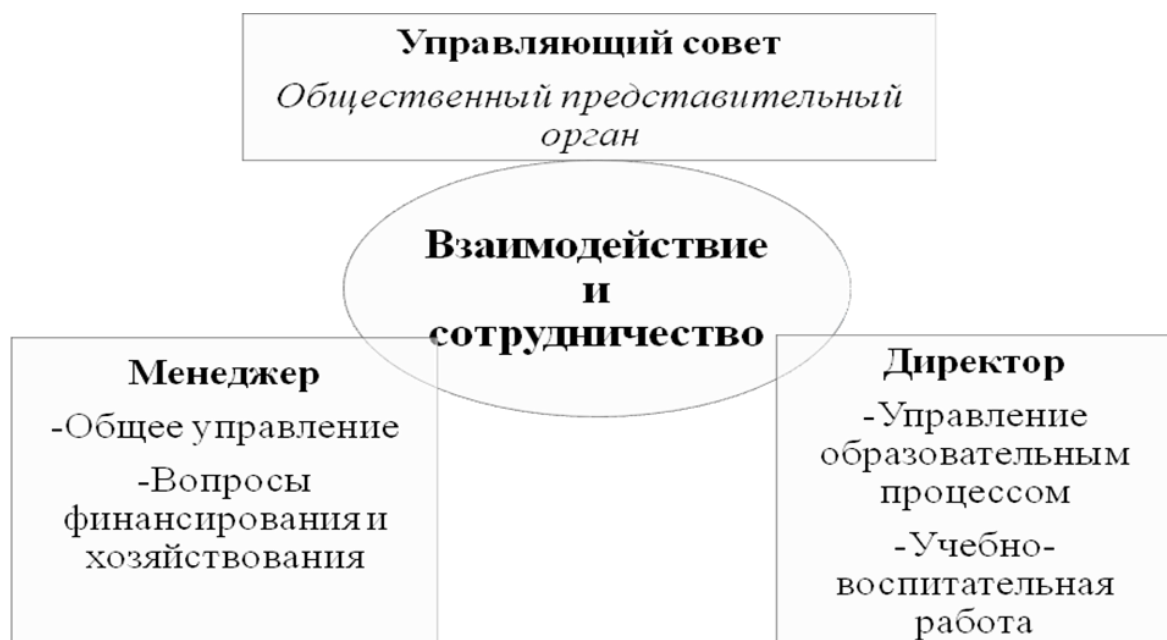 Управляющий совет
Общественный представительный
орган
Взаимодействие
и
сотрудничество
Менеджер
-Общее управление
-Вопросы
финансирования и
хозяйствования
Директор
-Управление
образовательным
процессом
-Учебно-
воспитательная
работа